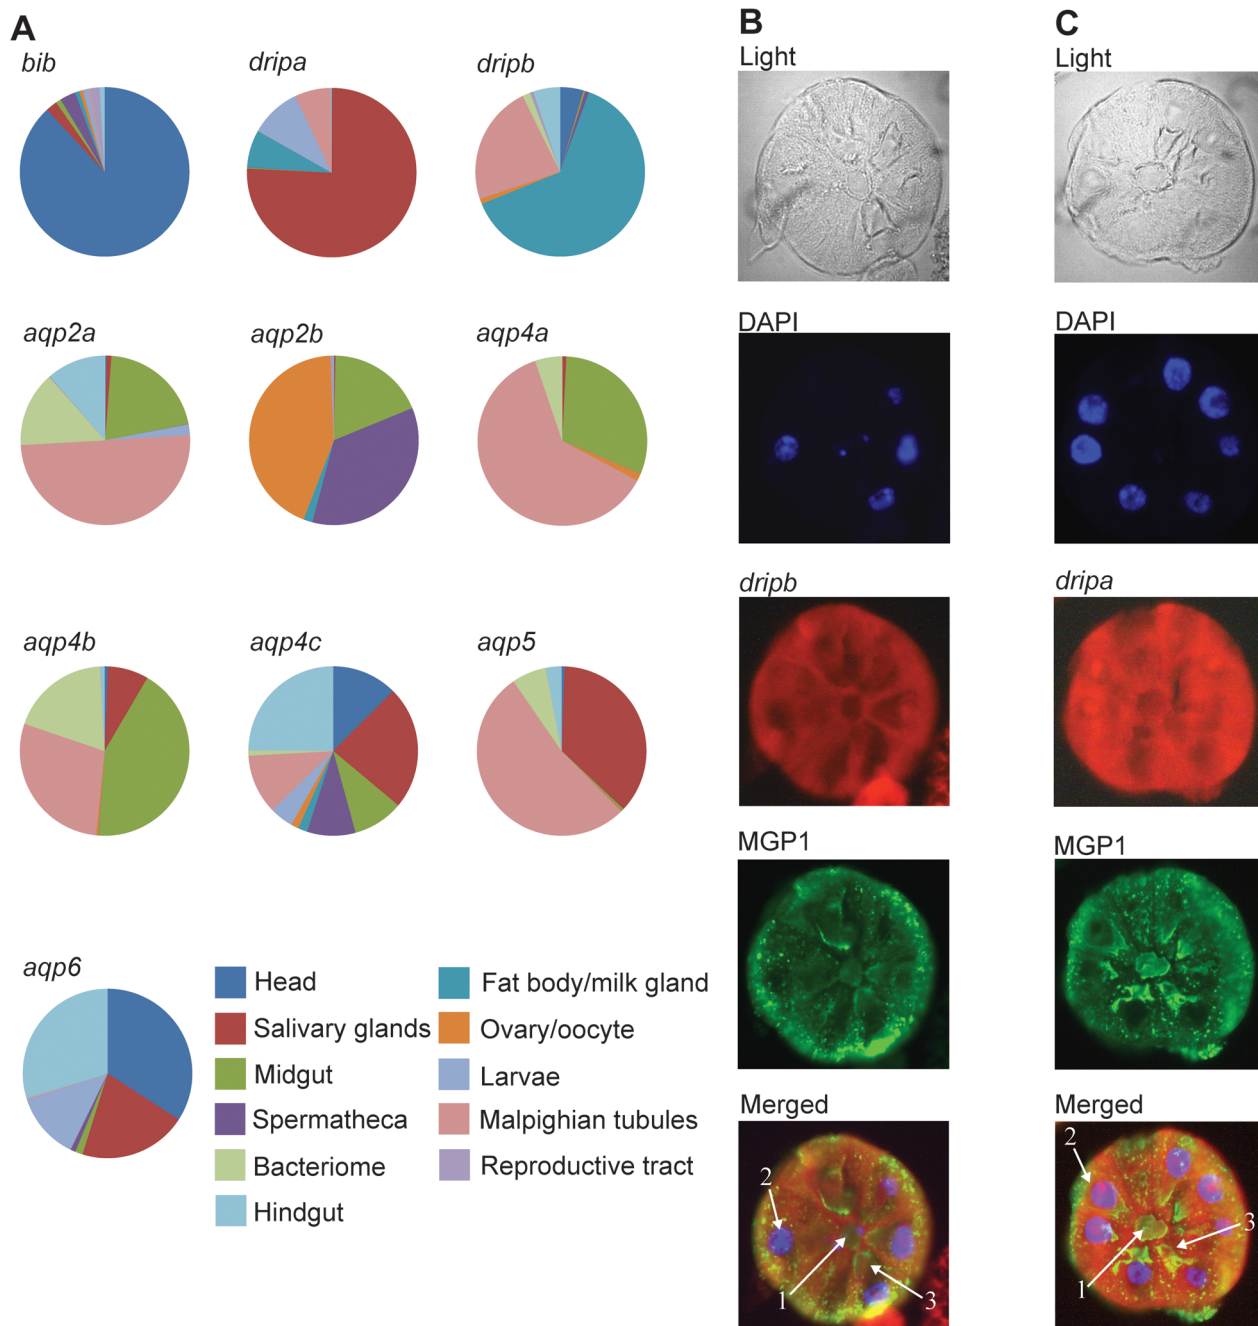 A
B
C
bib
dripa
dripb
Light
Light
aqp2a
aqp2b
aqp4a
DAPI
DAPI
dripb
dripa
aqp4b
aqp4c
aqp5
MGP1
MGP1
aqp6
Head
Salivary glands
Midgut
Spermatheca
Bacteriome
Hindgut
Fat body/milk gland
Ovary/oocyte
Larvae
Malpighian tubules
Reproductive tract
Merged
2
1
3
Merged
2
3
1